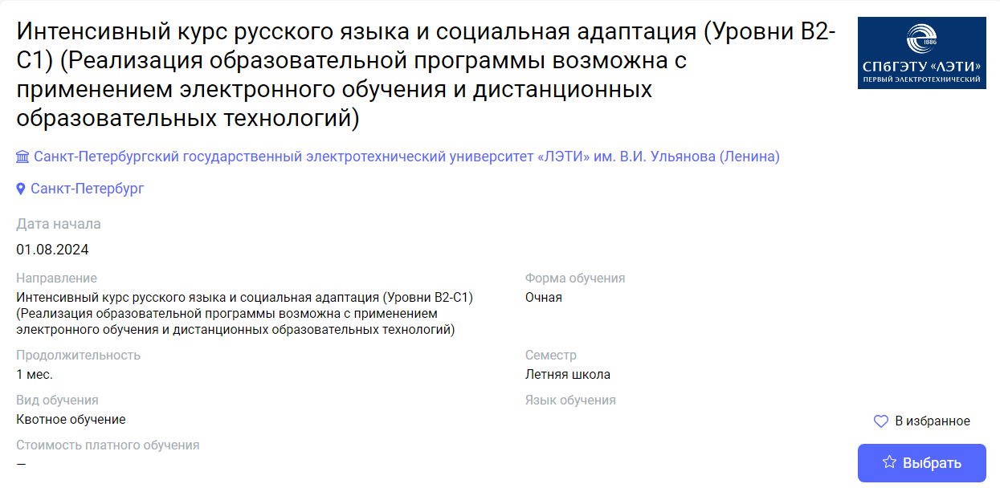 Интенсивный курс русского языка и социальная адаптация (Уровни B2-
C1) (Реализация образовательной программы возможна с
применением электронного обучения и дистанционных
образовательных технологий)
1886
СПбГЭТУ «ЛЭТИ»
ПЕРВЫЙ ЭЛЕКТРОТЕХНИЧЕСКИЙ
Санкт-Петербургский государственный электротехнический университет «ЛЭТИ» им. В.И. Ульянова (Ленина)
Санкт-Петербург
Дата начала
01.08.2024
Направление
Интенсивный курс русского языка и социальная адаптация (Уровни B2-C1)
(Реализация образовательной программы возможна с применением
электронного обучения и дистанционных образовательных технологий)
Форма обучения
Очная
Продолжительность
1 мес.
Семестр
Летняя школа
Вид обучения
Квотное обучение
Язык обучения
Стоимость платного обучения
—
В избранное
Выбрать